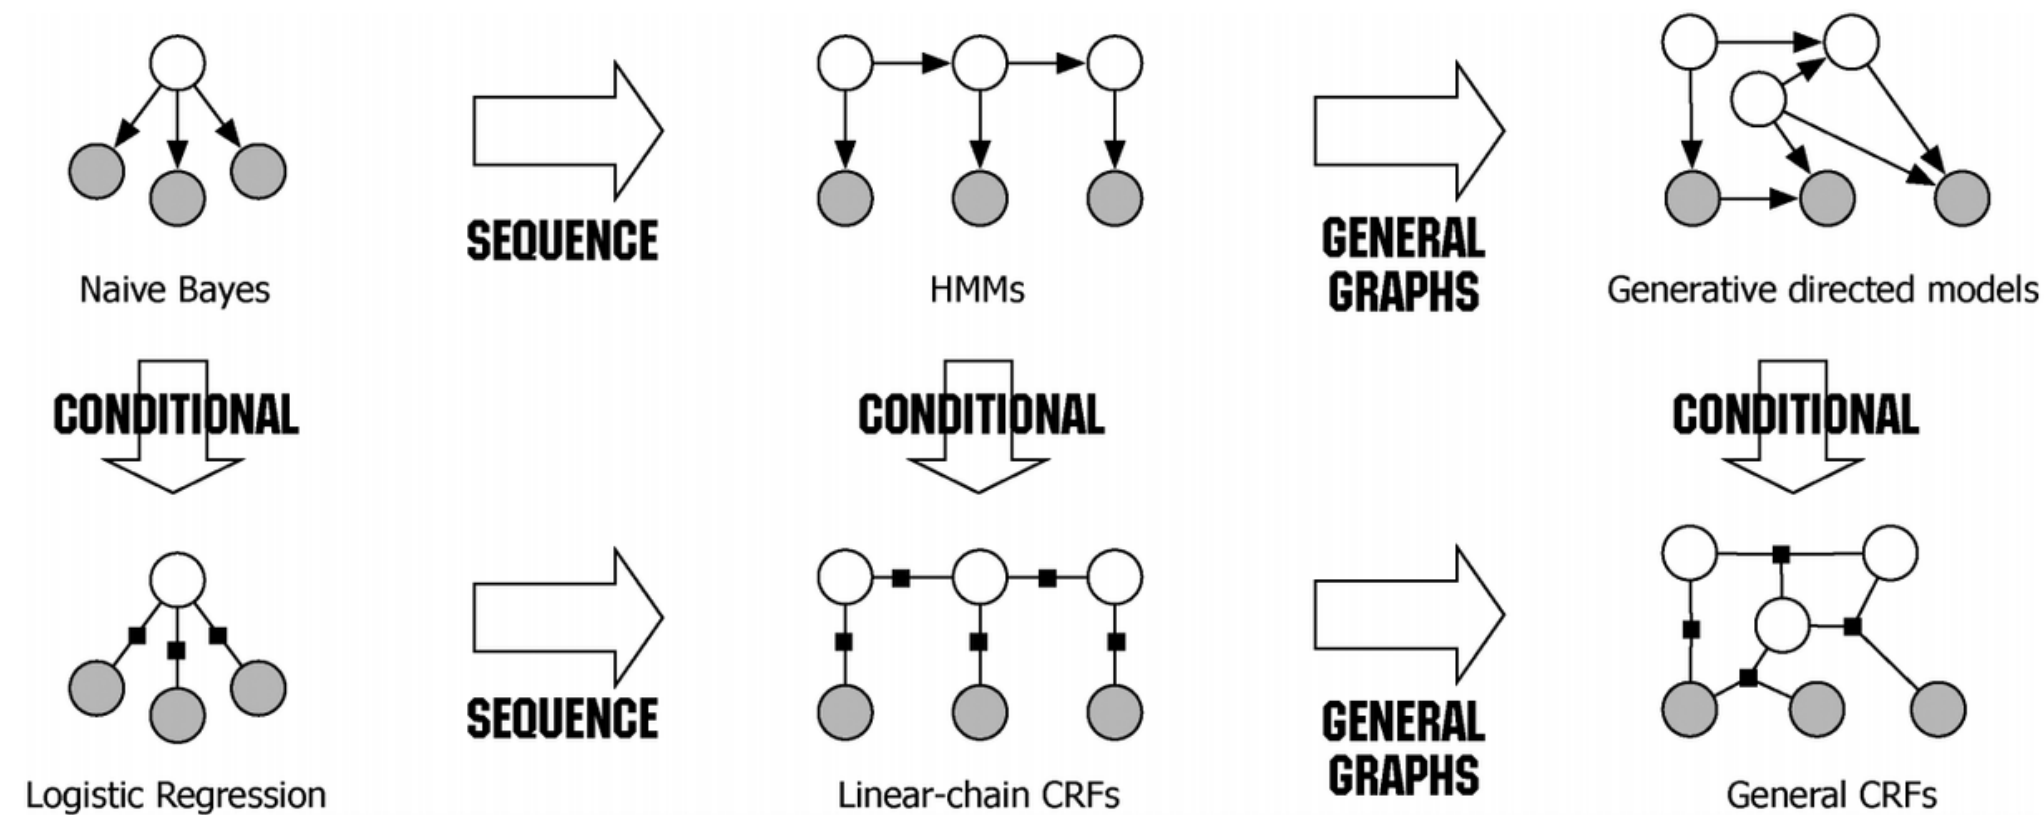 SEQUENCE
GENERAL
GRAPHS
Naive Bayes
HMMs
Generative directed models
CONDITIONAL
CONDITIONAL
CONDITIONAL
SEQUENCE
GENERAL
GRAPHS
Logistic Regression
Linear-chain CRFs
General CRFs